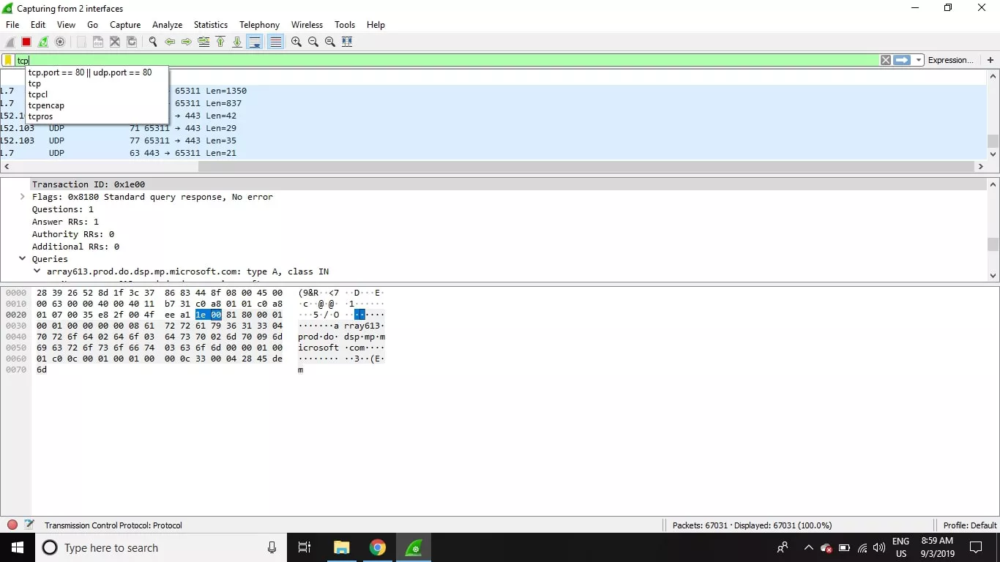 Capturing from 2 interfaces
File Edit View Go Capture Analyze Statistics Telephony Wireless Tools Help
tcp Expression... +
tcp.port == 80 || udp.port == 80
tcp
tcpcl
tcpencap
tcpros
1.7 → 65311 Len=1350
1.7 → 65311 Len=837
152.10 → 443 Len=42
152.103 UDP 71 65311 → 443 Len=29
152.103 UDP 77 65311 → 443 Len=35
1.7 UDP 63 443 → 65311 Len=21
Transaction ID: 0x1e00
Flags: 0x8180 Standard query response, No error
Questions: 1
Answer RRs: 1
Authority RRs: 0
Additional RRs: 0
Queries
array613.prod.do.dsp.mp.microsoft.com: type A, class IN
0000 28 39 26 52 8d 1f 3c 37 86 83 44 8f 08 00 45 00 (9&R··<7 ··D···E·
0010 00 63 00 00 40 00 40 11 b7 31 c0 a8 01 01 c0 a8 ·c··@·@· ·1······
0020 01 07 00 35 e8 2f 00 4f ee a1 1e 00 81 80 00 01 ···5·/·O ········
0030 00 01 00 00 00 00 08 61 72 72 61 79 36 31 33 04 ·······a rray613·
0040 70 72 6f 64 02 64 6f 03 64 73 70 02 6d 70 09 6d prod·do· dsp·mp·m
0050 69 63 72 6f 73 6f 66 74 03 63 6f 6d 00 00 01 00 icrosoft ·com····
0060 01 c0 0c 00 01 00 01 00 00 0c 33 00 04 28 45 de ········ ··3··(E·
0070 6d m
Transmission Control Protocol: Protocol Packets: 67031 · Displayed: 67031 (100.0%) Profile: Default
Type here to search ENG 8:59 AM
US 9/3/2019